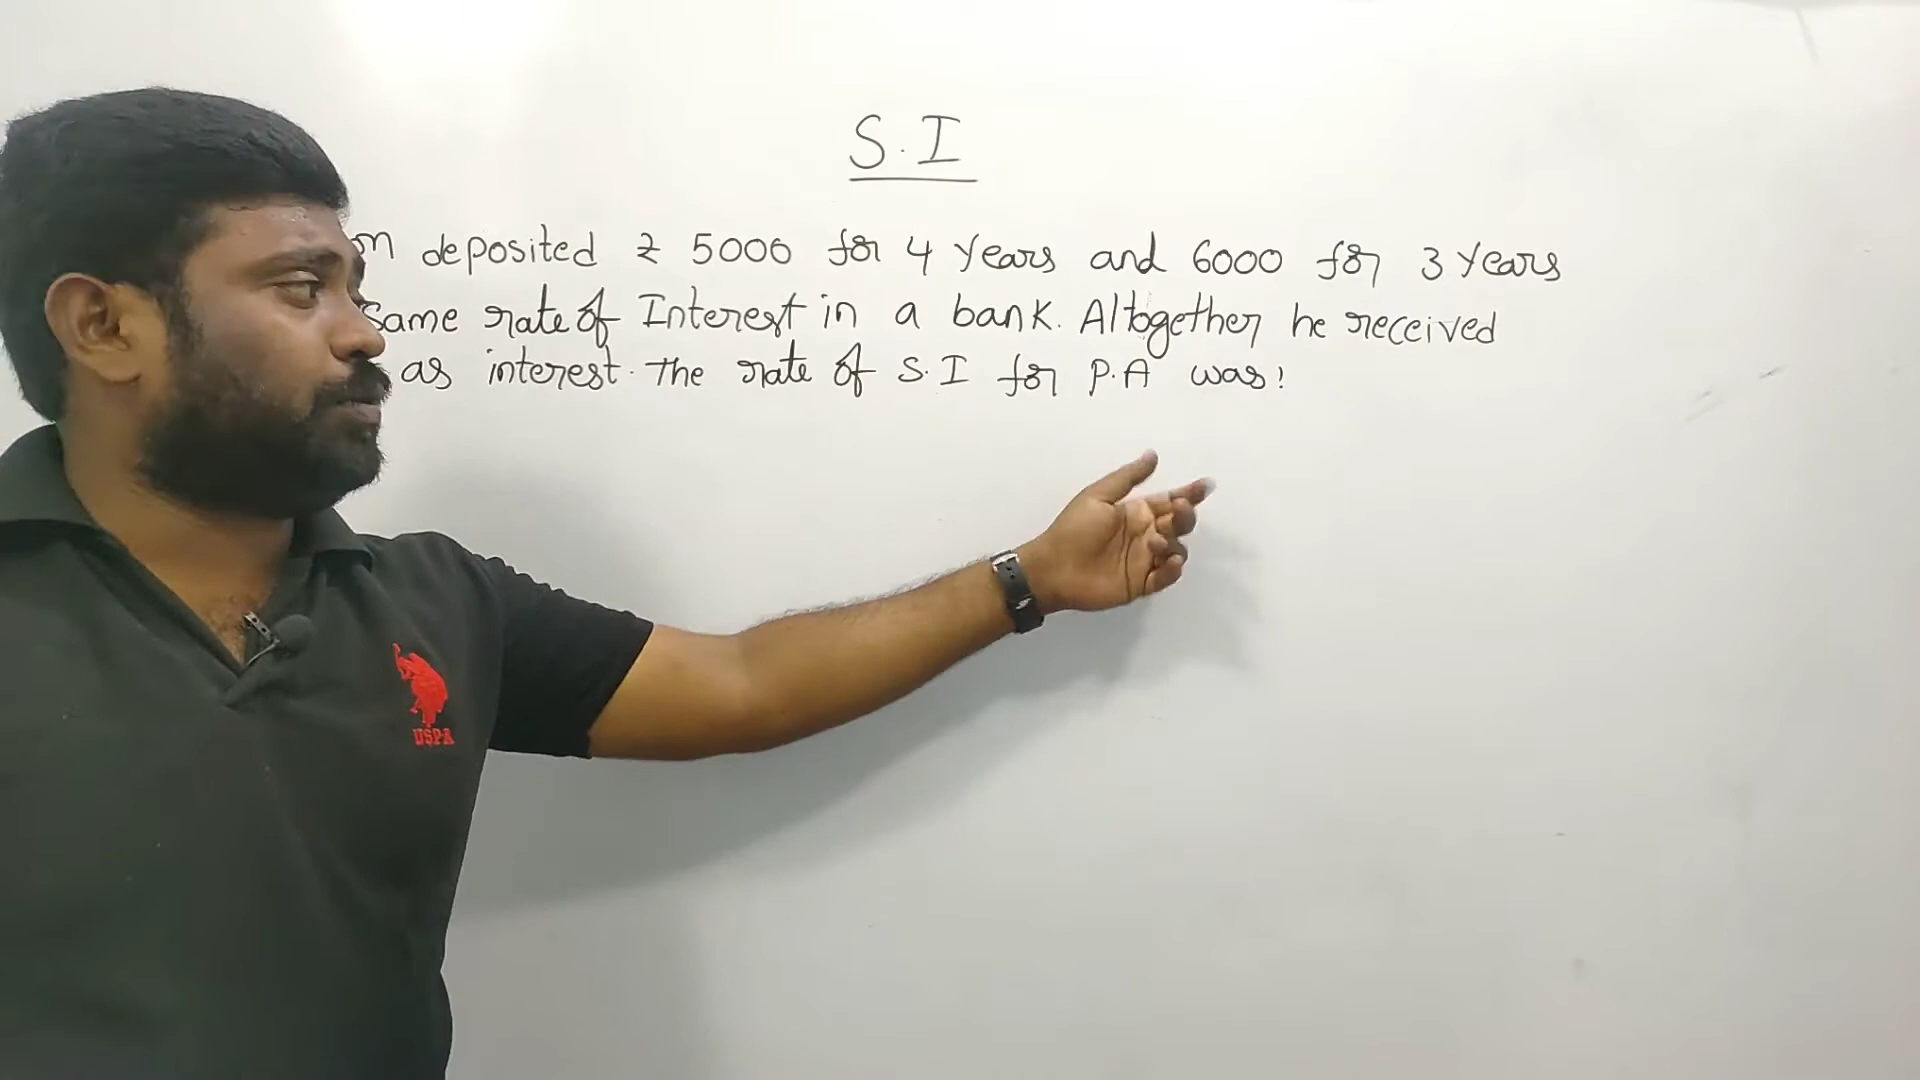 S.I
deposited ₹ 5000 for 4 Years and 6000 for 3 Years
Same rate of Interest in a bank. Altogether he received
as interest. The rate of S.I for P.A was!
USPA